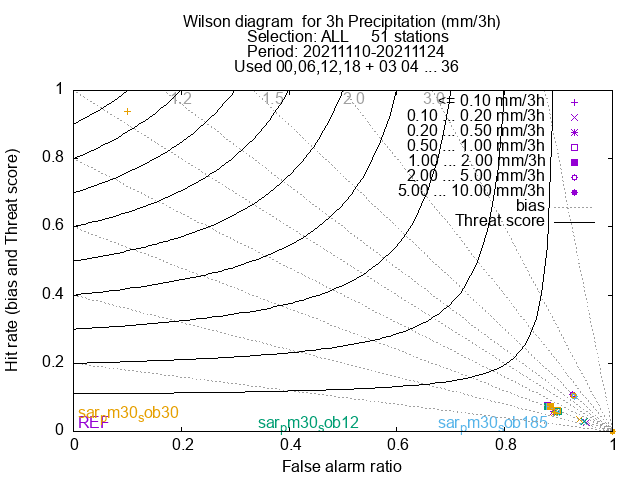 Wilson diagram  for 3h Precipitation (mm/3h)
Selection: ALL     51 stations
Period: 20211110-20211124
Used 00,06,12,18 + 03 04 ... 36
1.2 1.5 2.0 3.0
<= 0.10 mm/3h
0.10 ... 0.20 mm/3h
0.20 ... 0.50 mm/3h
0.50 ... 1.00 mm/3h
1.00 ... 2.00 mm/3h
2.00 ... 5.00 mm/3h
5.00 ... 10.00 mm/3h
bias
Threat score
Hit rate (bias and Threat score)
1
0.8
0.6
0.4
0.2
0
sar_pm30_sob30
REF
sar_pm30_sob12
sar_pm30_sob185
0 0.2 0.4 0.6 0.8 1
False alarm ratio